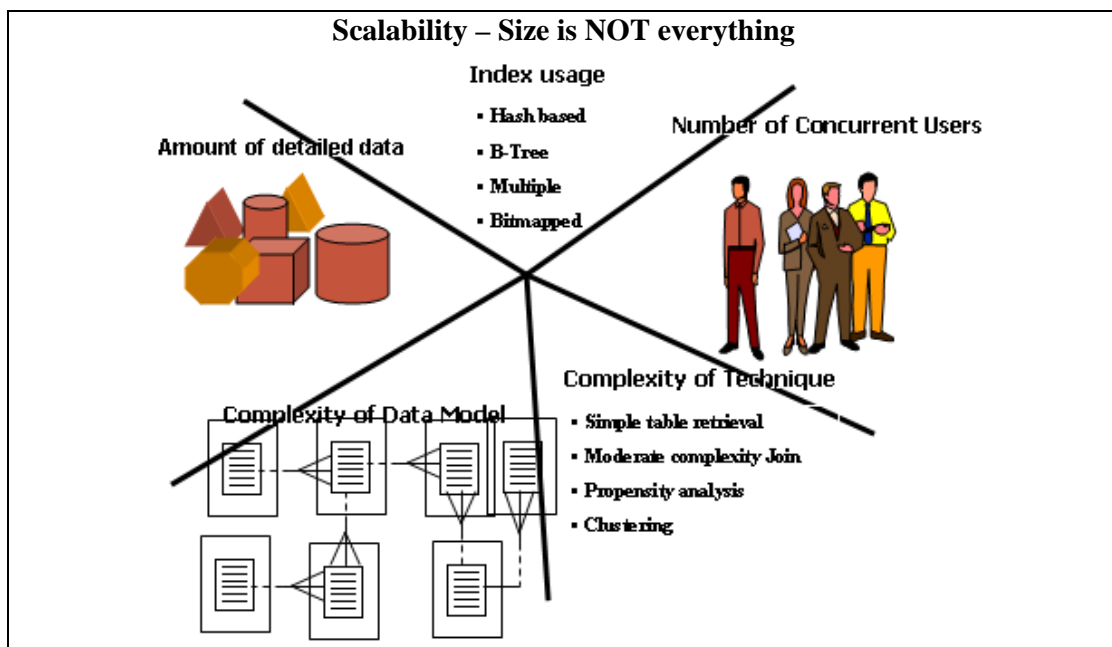 Scalability – Size is NOT everything
Index usage
▪ Hash based
▪ B-Tree
▪ Multiple
▪ Bitmapped
Amount of detailed data
Number of Concurrent Users
Complexity of Technique
▪ Simple table retrieval
▪ Moderate complexity Join
▪ Propensity analysis
▪ Clustering
Complexity of Data Model